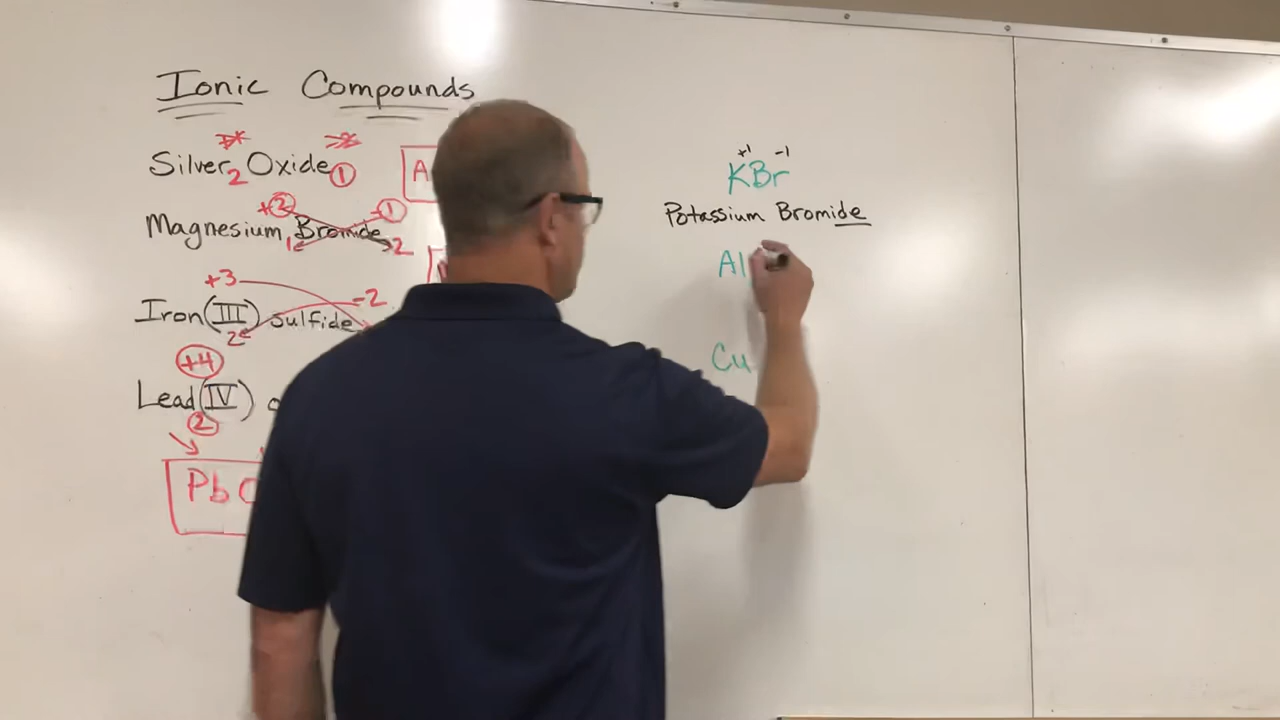 Ionic Compounds
Silver Oxide
2 1
A
+2 -1
Magnesium Bromide
1 2
+3 -2
Iron (III) sulfide
2
+4
Lead (IV)
2
Pb
+1 -1
KBr
Potassium Bromide
Al
Cu